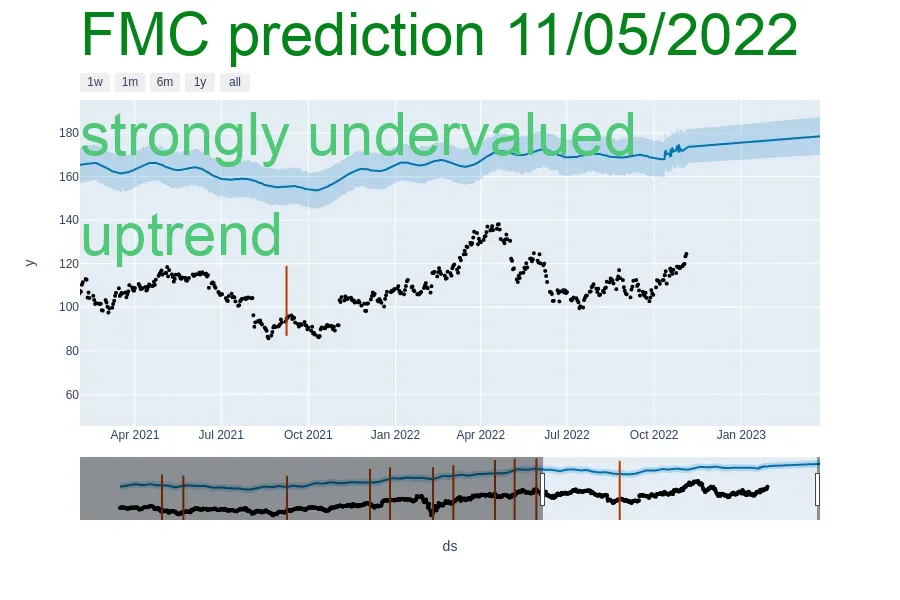 FMC prediction 11/05/2022
1w 1m 6m 1y all
strongly undervalued
uptrend
y
180
160
140
120
100
80
60
Apr 2021 Jul 2021 Oct 2021 Jan 2022 Apr 2022 Jul 2022 Oct 2022 Jan 2023
ds